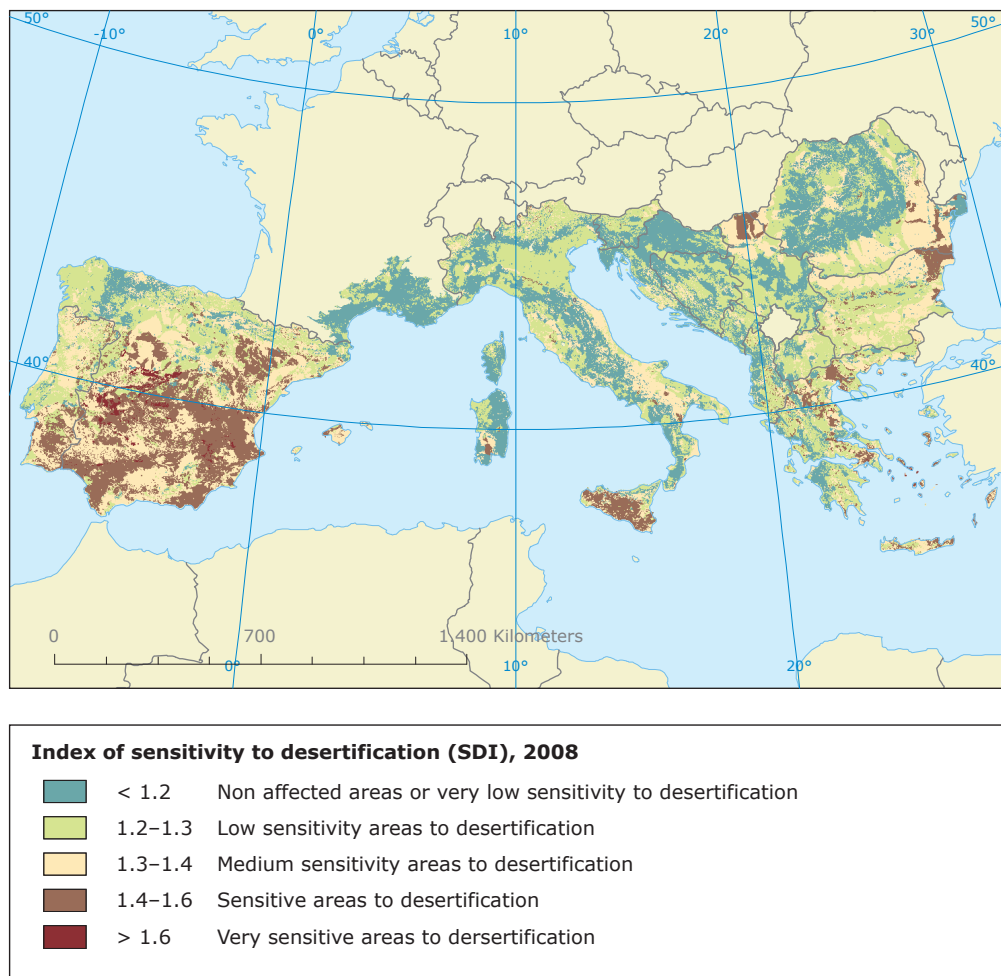 50° 50°
-10° 0° 10° 20° 30°
40° 40°
0 700 1,400 Kilometers
0° 10° 20°
Index of sensitivity to desertification (SDI), 2008
< 1.2 Non affected areas or very low sensitivity to desertification
1.2–1.3 Low sensitivity areas to desertification
1.3–1.4 Medium sensitivity areas to desertification
1.4–1.6 Sensitive areas to desertification
> 1.6 Very sensitive areas to dersertification